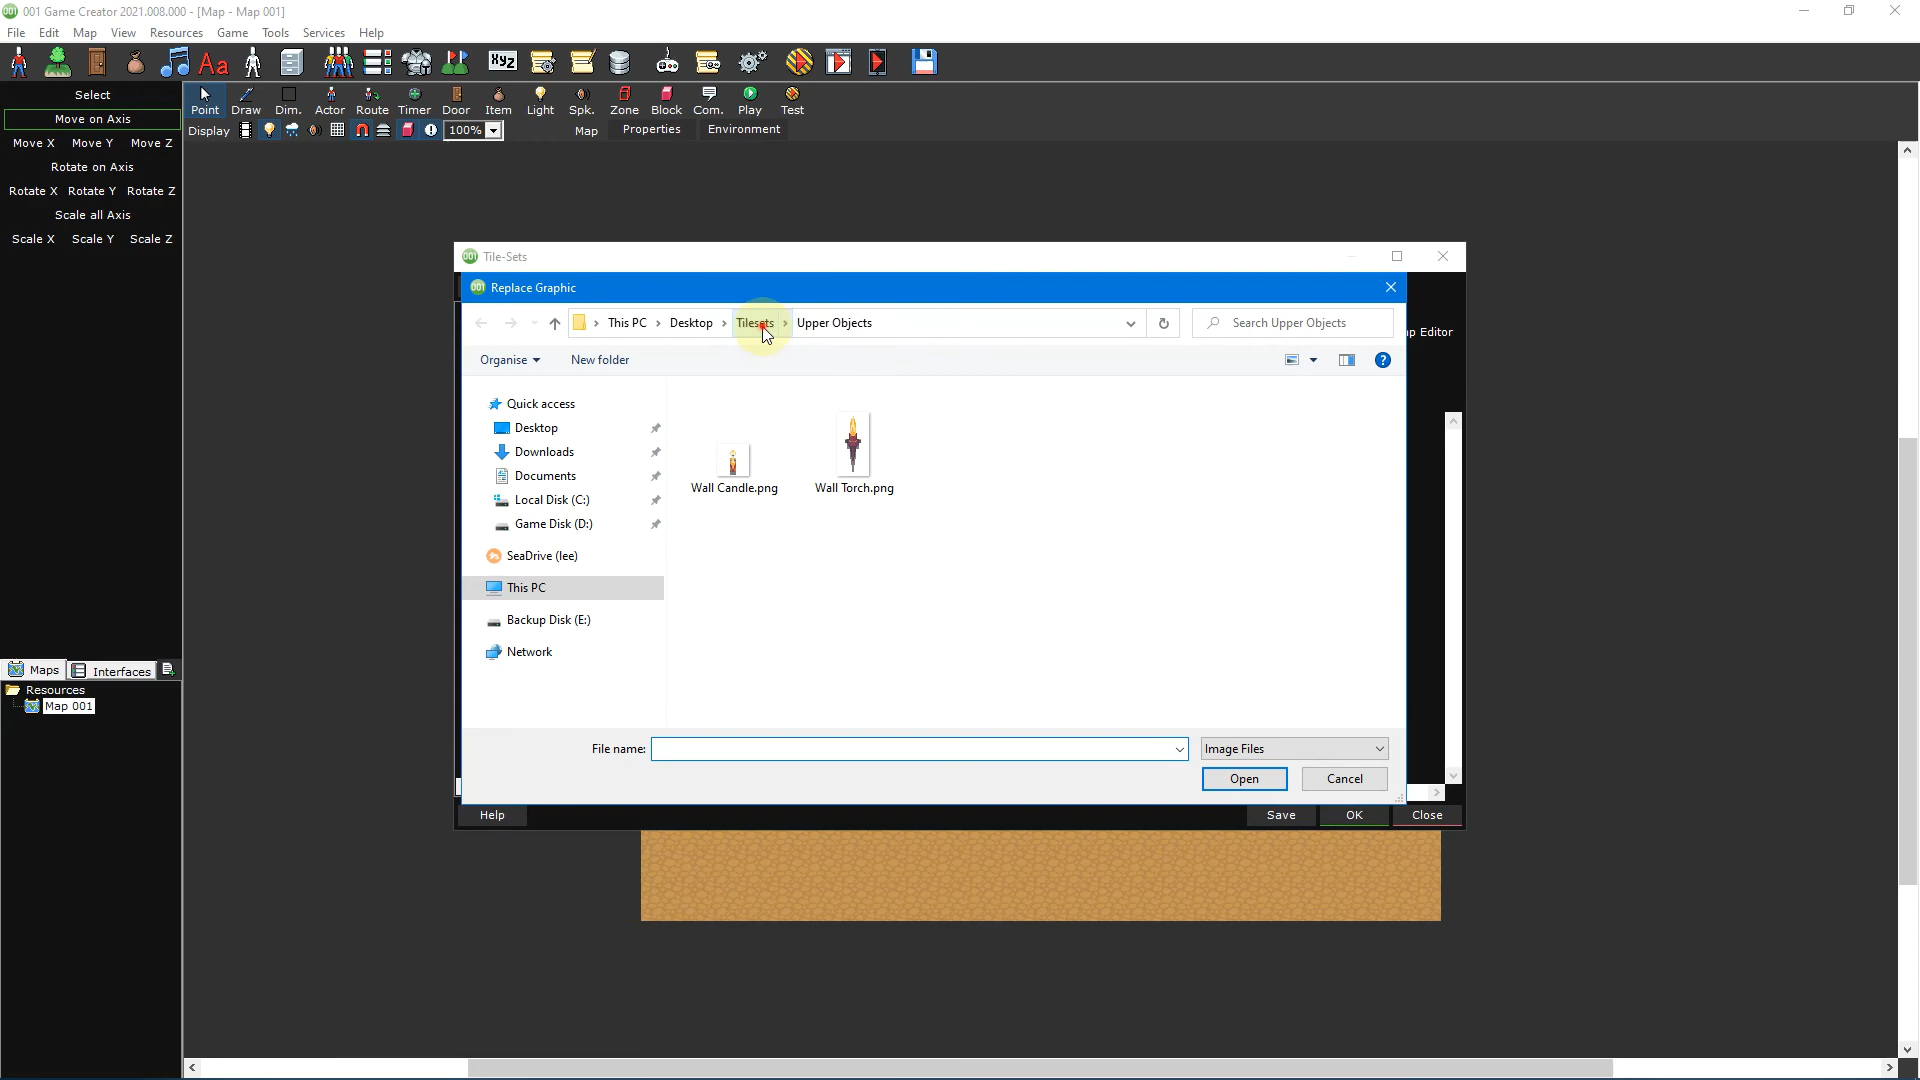 001 Game Creator 2021.008.000 - [Map - Map 001]
File Edit Map View Resources Game Tools Services Help
Aa XYZ
Select
Point Draw Dim. Actor Route Timer Door Item Light Spk. Zone Block Com. Play Test
Move on Axis
Display 100% Map Properties Environment
Move X Move Y Move Z
Rotate on Axis
Rotate X Rotate Y Rotate Z
Scale all Axis
Scale X Scale Y Scale Z
001 Tile-Sets
001 Replace Graphic
This PC Desktop Tilesets Upper Objects
Search Upper Objects
p Editor
Organise New folder
Quick access
Desktop
Downloads
Documents
Local Disk (C:)
Game Disk (D:)
SeaDrive (lee)
This PC
Backup Disk (E:)
Network
Wall Candle.png Wall Torch.png
File name: Image Files
Open Cancel
Help Save OK Close
Maps Interfaces
Resources
Map 001